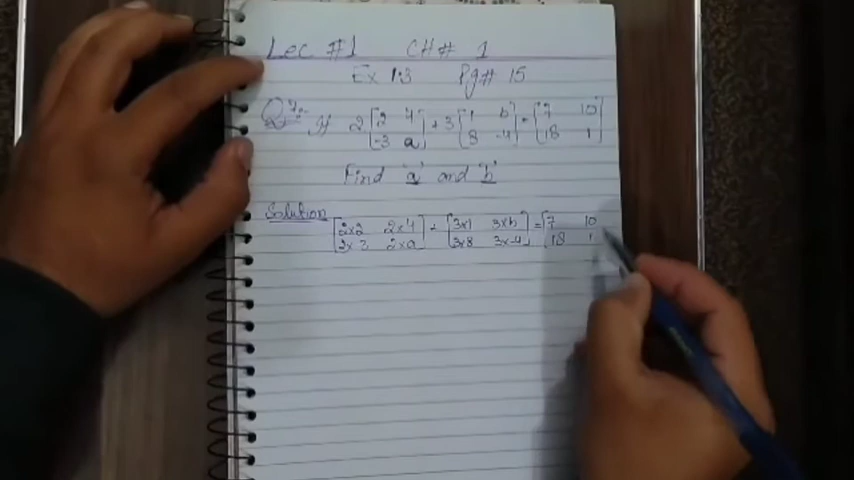 Lec #1 CH# 1
Ex 1.3 Pg# 15
Q7:- If 2 [2 4] + 3 [1 b] = [7 10]
[-3 a] [8 -4] [18 1]
Find 'a' and 'b'
Solution [2x2 2x4] + [3x1 3xb] = [7 10]
[2x-3 2xa] [3x8 3x-4] [18 1]